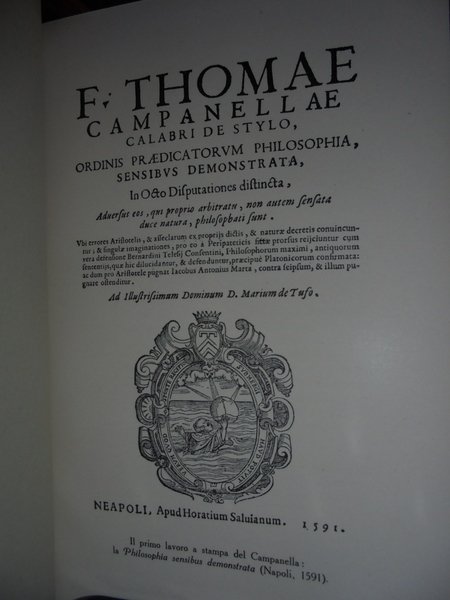 F. THOMAE
CAMPANELLAE
CALABRI DE STYLO,
ORDINIS PRÆDICATORVM PHILOSOPHIA,
SENSIBVS DEMONSTRATA,
In Octo Disputationes distincta,
Aduersus eos, qui proprio arbitratu, non autem sensata
duce natura, philosophati sunt.
Vbi errores Aristotelis, & asseclarum ex proprijs dictis, & naturæ decretis conuincun-
tur; & singulæ imaginationes, pro eo à Peripateticis fictæ prorsus reijciuntur cum
vera defensione Bernardini Telesij Consentini, Philosophorum maximi, antiquorum
sententijs, quæ hic dilucidantur, & defenduntur, præcipuè Platonicorum confirmata:
ac dum pro Aristotele pugnat Iacobus Antonius Marta, contra seipsum, & illum pu-
gnare ostenditur.
Ad Illustrissimum Dominum D. Marium de Tufo.
NEAPOLI, Apud Horatium Saluianum. 1591.
Il primo lavoro a stampa del Campanella:
la Philosophia sensibus demonstrata (Napoli, 1591).